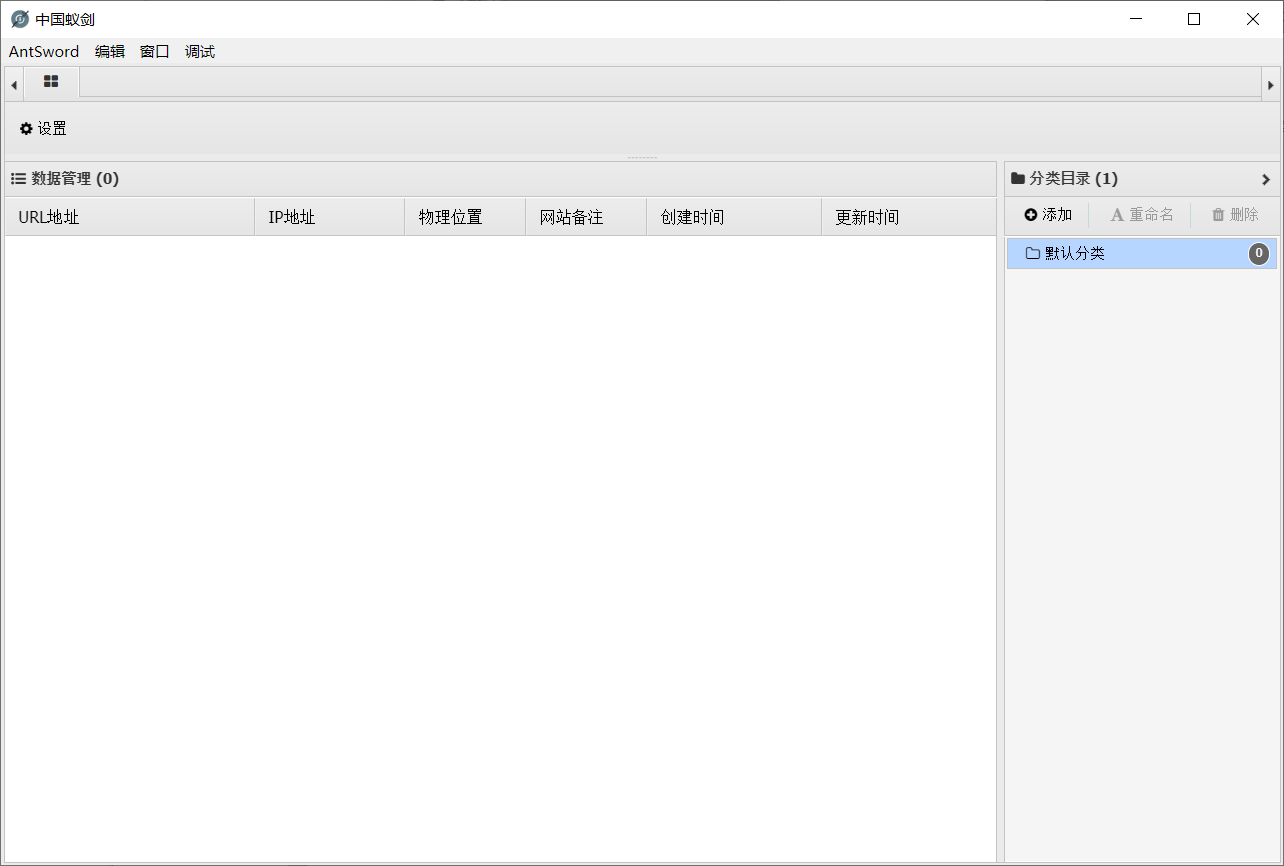 中国蚁剑
AntSword 编辑 窗口 调试
设置
数据管理 (0)
URL地址 IP地址 物理位置 网站备注 创建时间 更新时间
分类目录 (1)
添加 重命名 删除
默认分类 0